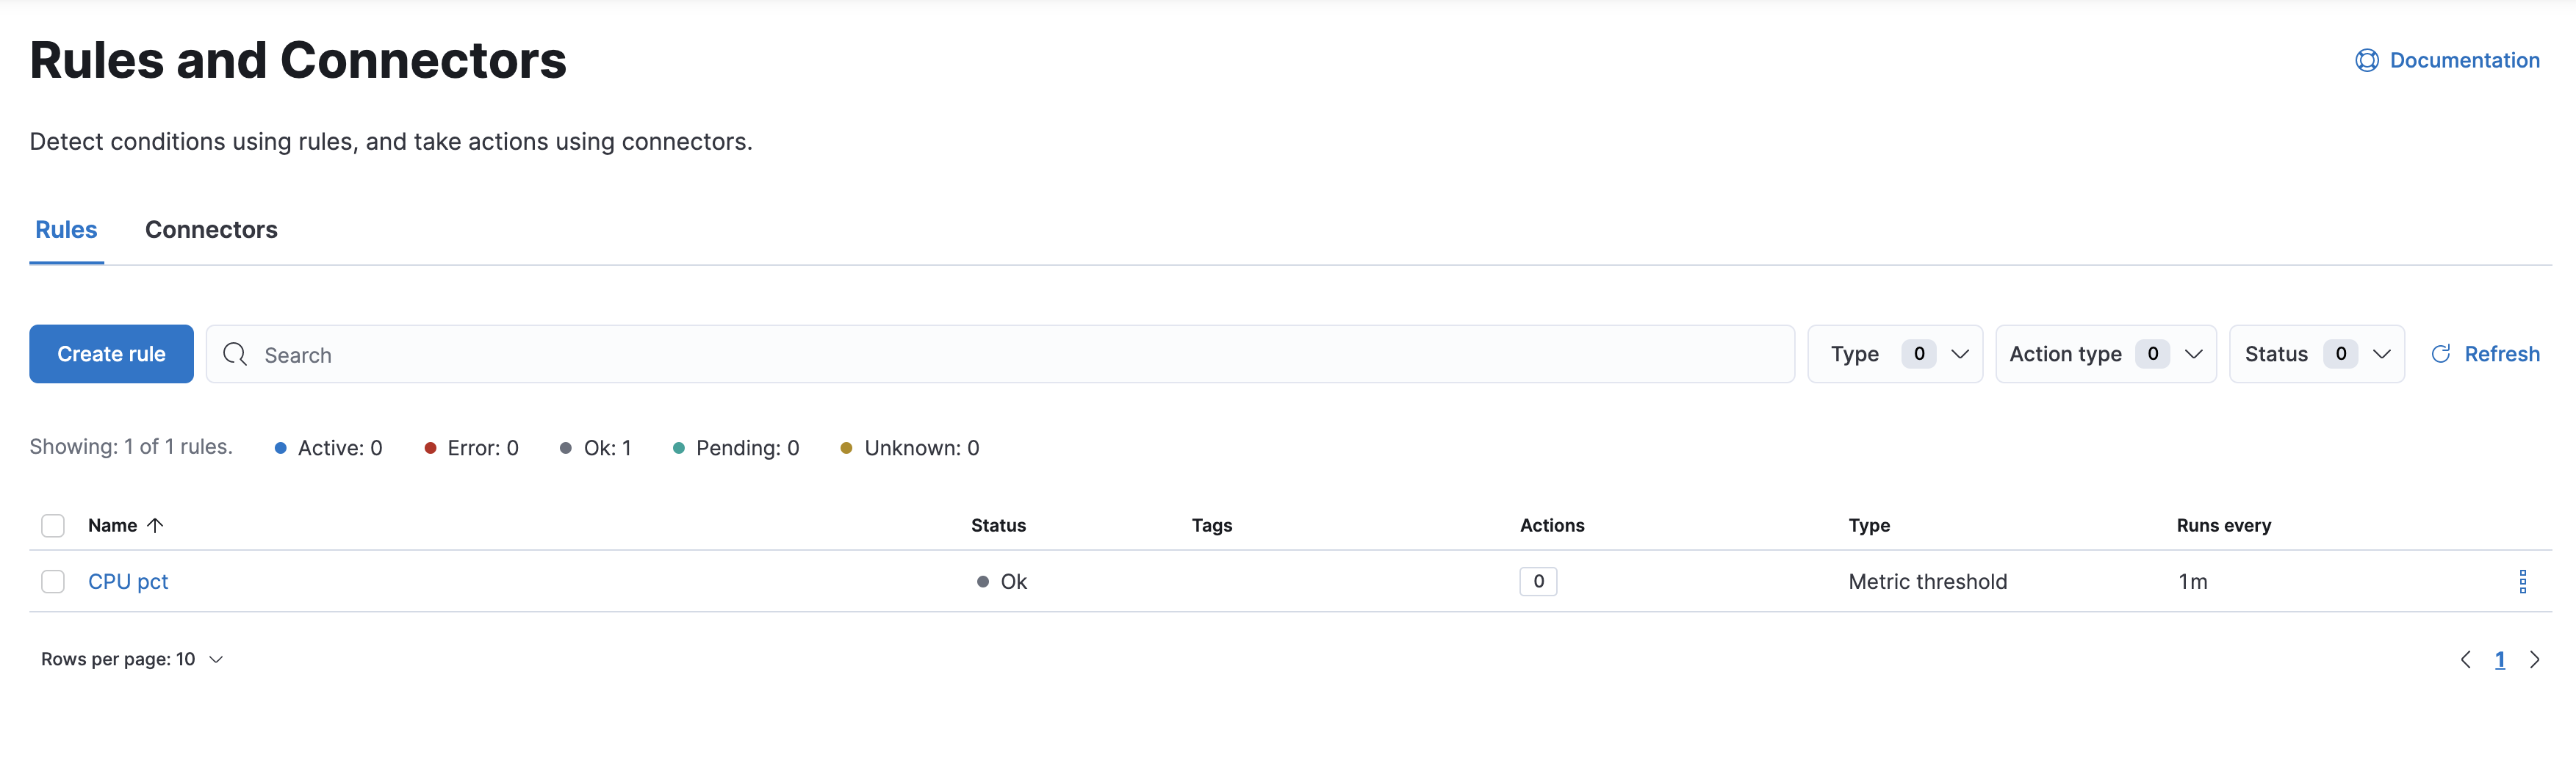 Rules and Connectors
Documentation
Detect conditions using rules, and take actions using connectors.
Rules Connectors
Create rule Search Type 0 Action type 0 Status 0 Refresh
Showing: 1 of 1 rules. Active: 0 Error: 0 Ok: 1 Pending: 0 Unknown: 0
Name Status Tags Actions Type Runs every
CPU pct Ok 0 Metric threshold 1m
Rows per page: 10 1